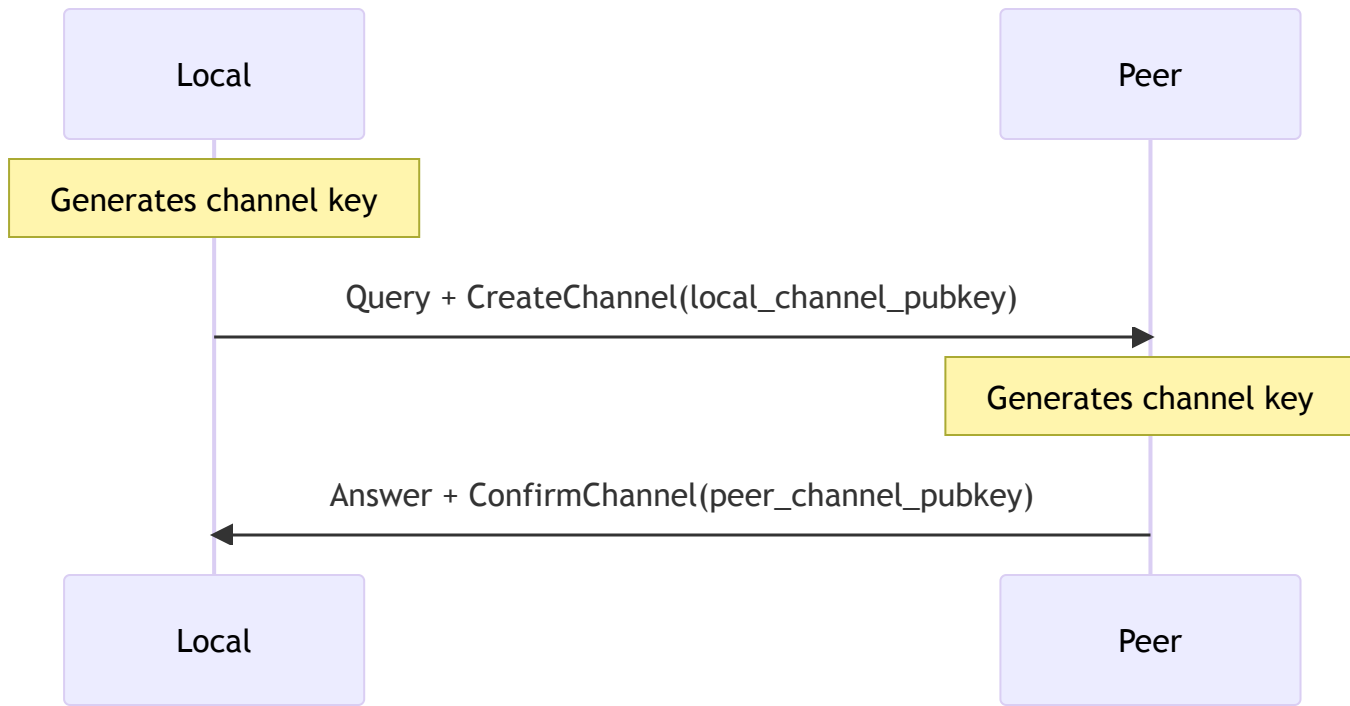 Local
Peer
Generates channel key
Query + CreateChannel(local_channel_pubkey)
Generates channel key
Answer + ConfirmChannel(peer_channel_pubkey)
Local
Peer